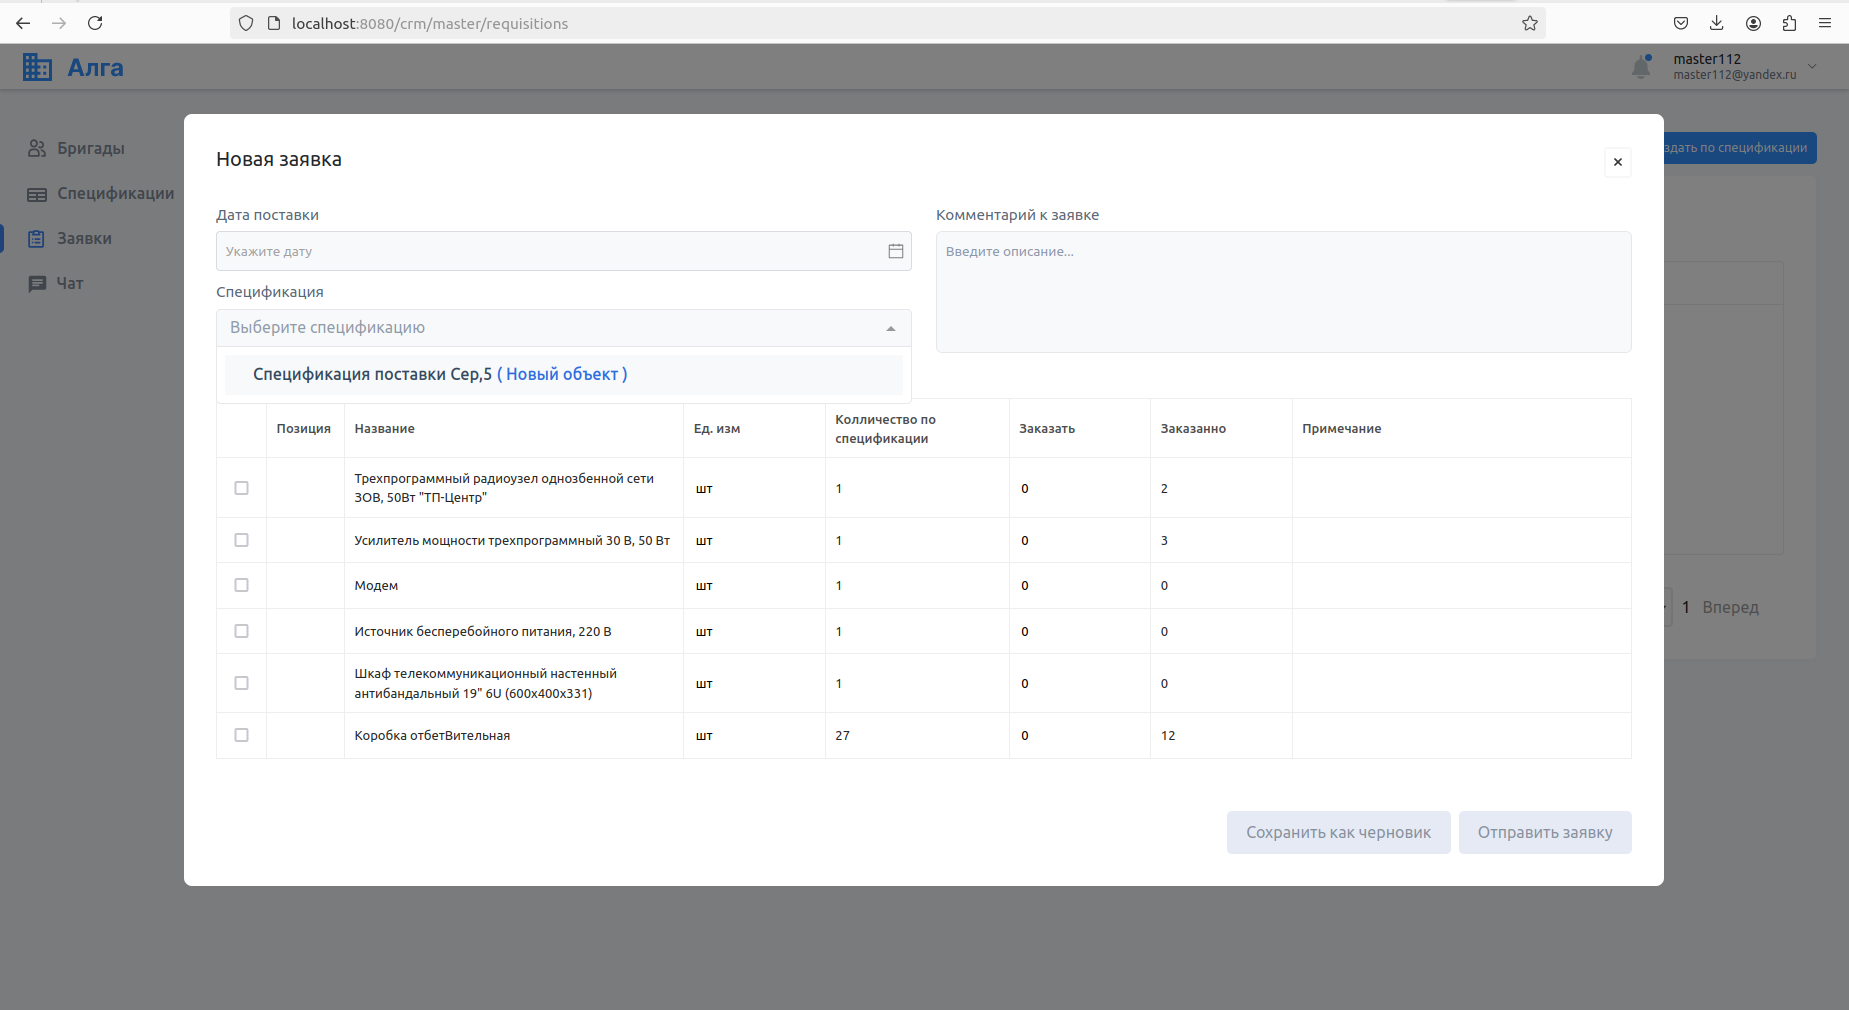 localhost:8080/crm/master/requisitions
Алга
master112
master112@yandex.ru
Бригады
Спецификации
Заявки
Чат
здать по спецификации
Новая заявка
×
Дата поставки
Укажите дату
Комментарий к заявке
Введите описание...
Спецификация
Выберите спецификацию
Спецификация поставки Сер,5 ( Новый объект )
Позиция
Название
Ед. изм
Колличество по
спецификации
Заказать
Заказанно
Примечание
Трехпрограммный радиоузел однозбенной сети
ЗОВ, 50Вт "ТП-Центр"
шт
1
0
2
Усилитель мощности трехпрограммный 30 В, 50 Вт
шт
1
0
3
Модем
шт
1
0
0
Источник бесперебойного питания, 220 В
шт
1
0
0
Шкаф телекоммуникационный настенный
антибандальный 19" 6U (600х400х331)
шт
1
0
0
Коробка отбетВительная
шт
27
0
12
1 Вперед
Сохранить как черновик
Отправить заявку